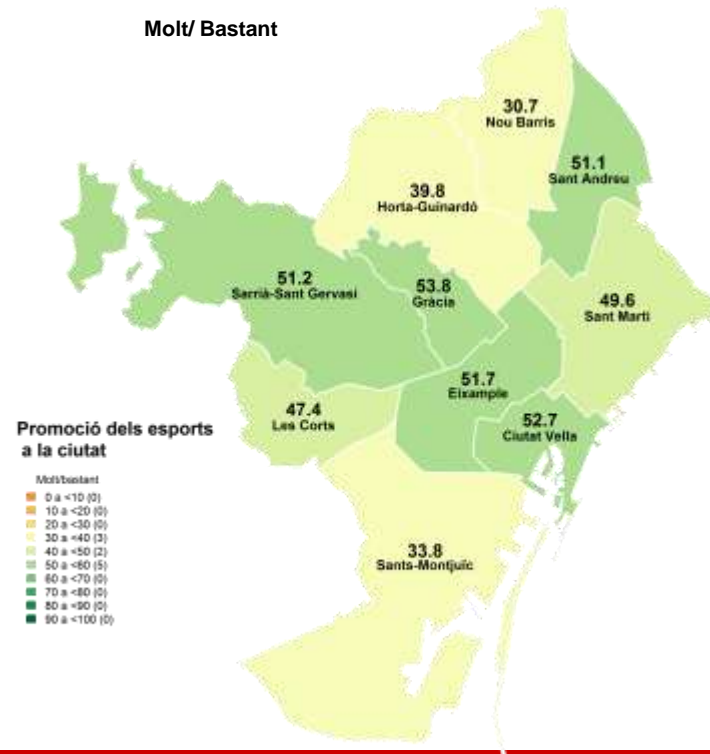 Molt/ Bastant
30.7
Nou Barris
51.1
Sant Andreu
39.8
Horta-Guinardó
51.2
Sarrià-Sant Gervasi
53.8
Gràcia
49.6
Sant Martí
51.7
Eixample
47.4
Les Corts
52.7
Ciutat Vella
33.8
Sants-Montjuïc
Promoció dels esports
a la ciutat
Molt/bastant
0 a <10 (0)
10 a <20 (0)
20 a <30 (0)
30 a <40 (3)
40 a <50 (2)
50 a <60 (5)
60 a <70 (0)
70 a <80 (0)
80 a <90 (0)
90 a <100 (0)